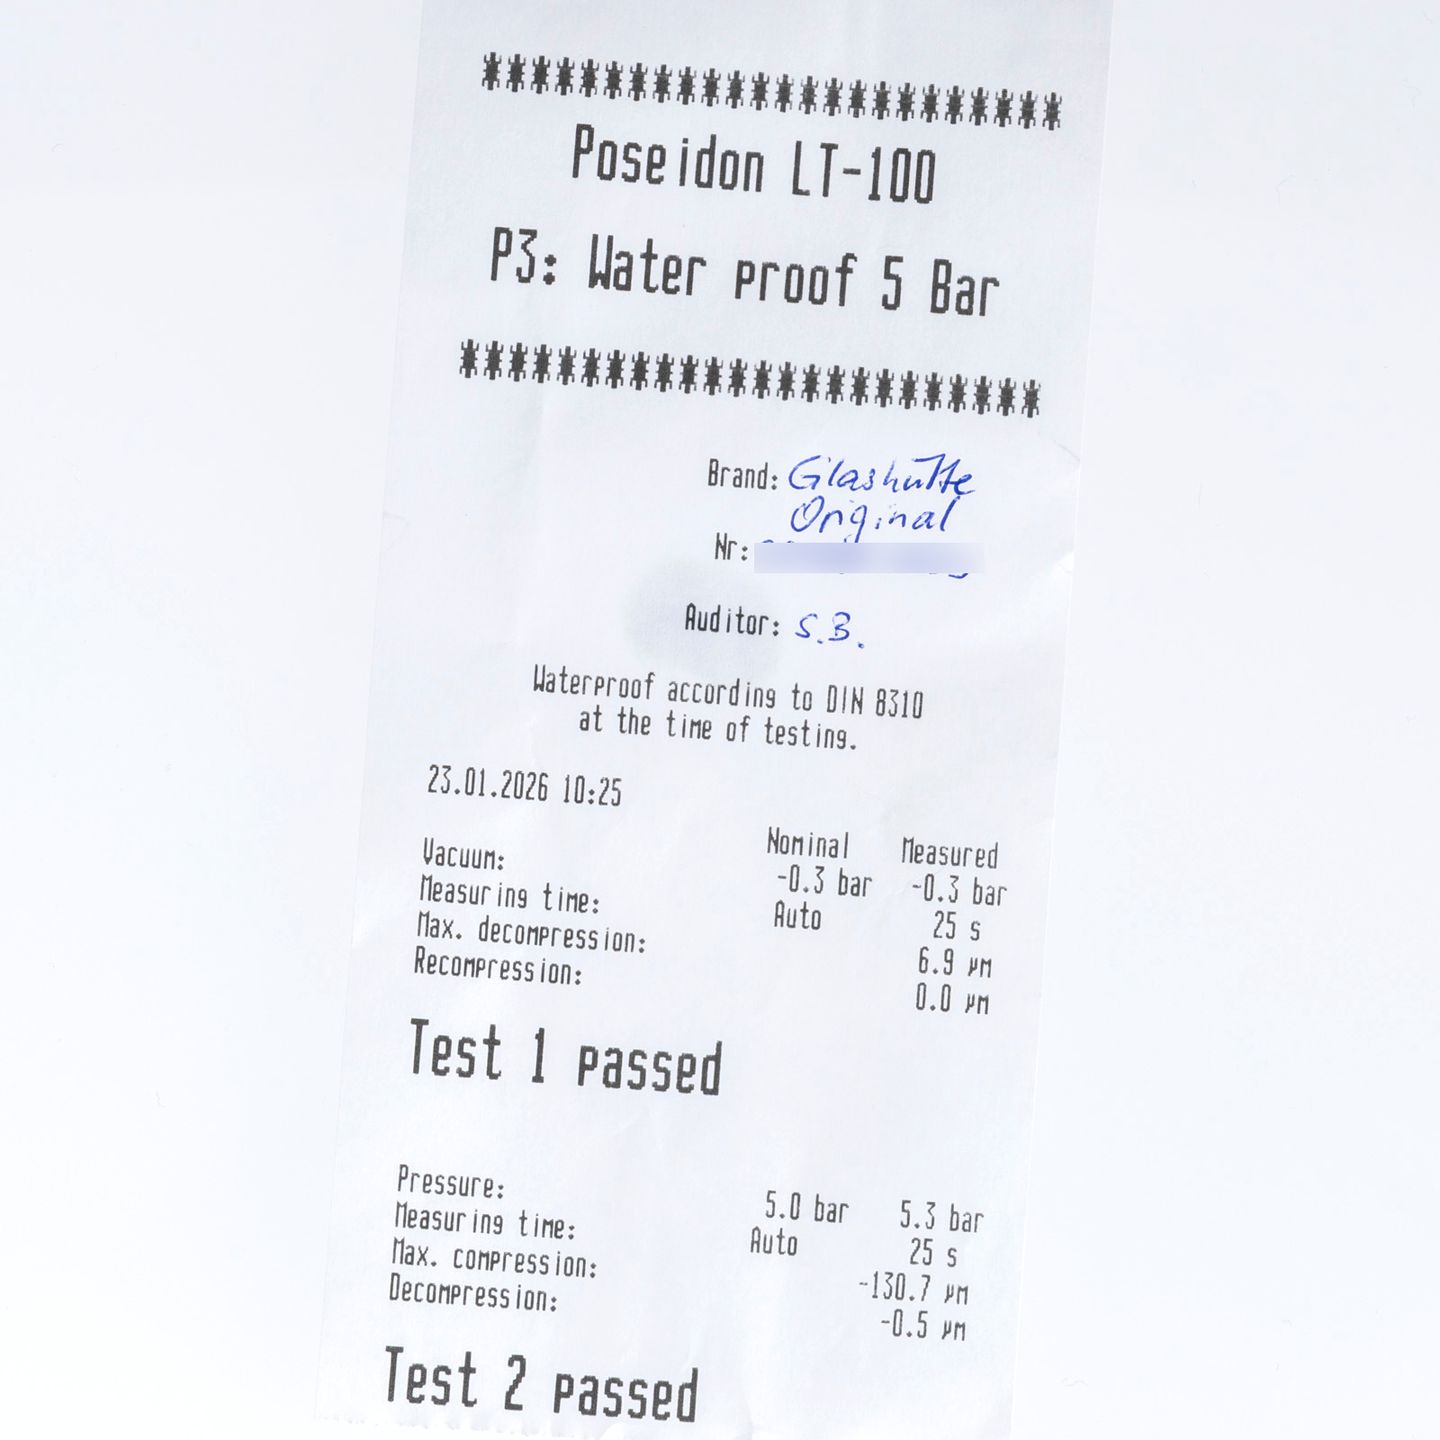 Poseidon LT-100
P3: Water proof 5 Bar
Brand: Glashütte
Original
Nr:
Auditor: S.B.
Waterproof according to DIN 8310
at the time of testing.
23.01.2026 10:25
Nominal Measured
Vacuum: -0.3 bar -0.3 bar
Measuring time: Auto 25 s
Max. decompression: 6.9 µm
Recompression: 0.0 µm
Test 1 passed
Pressure: 5.0 bar 5.3 bar
Measuring time: Auto 25 s
Max. compression: -130.7 µm
Decompression: -0.5 µm
Test 2 passed